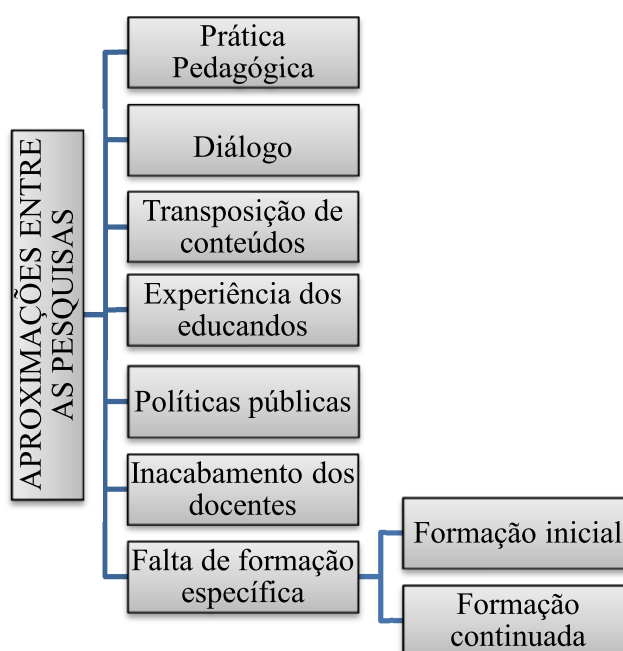 APROXIMAÇÕES ENTRE
AS PESQUISAS
Prática
Pedagógica
Diálogo
Transposição de
conteúdos
Experiência dos
educandos
Políticas públicas
Inacabamento dos
docentes
Falta de formação
específica
Formação inicial
Formação
continuada